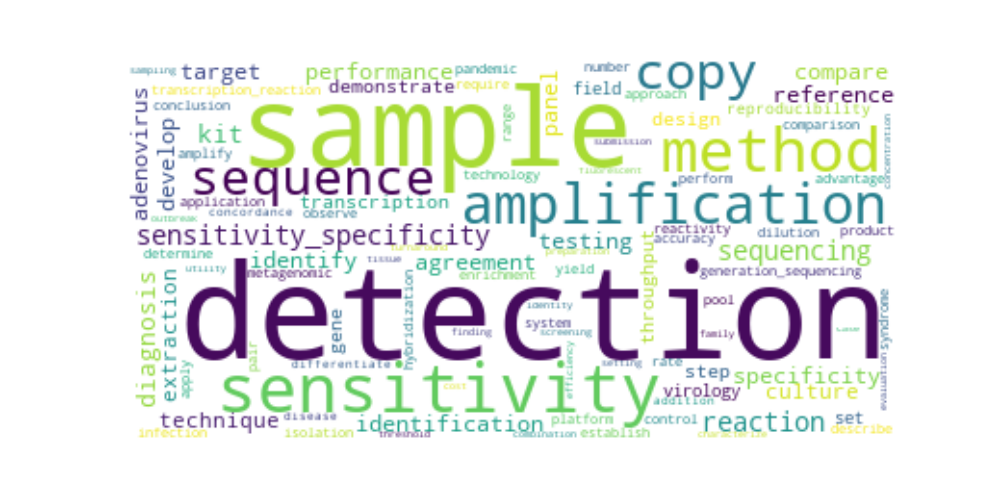 sampling target performance pandemic number copy compare
transcription_reaction demonstrate require field approach reference
conclusion sample panel design reproducibility
adenovirus develop kit range submission method comparison concentration
amplify technology fluorescent perform advantage
sequence
application transcription amplification
outbreak concordance observe reactivity dilution product
sensitivity_specificity turnaround testing accuracy sequencing
determine identify tissue agreement preparation throughput
utility metagenomic enrichment yield generation_sequencing
diagnosis extraction detection
hybridization identity pool
gene finding system screening family syndrome
differentiate efficiency setting rate case
apply pair sensitivity cost step specificity
virology culture evaluation
addition
technique disease identification platform control reaction set
infection isolation threshold combination establish characterize describe